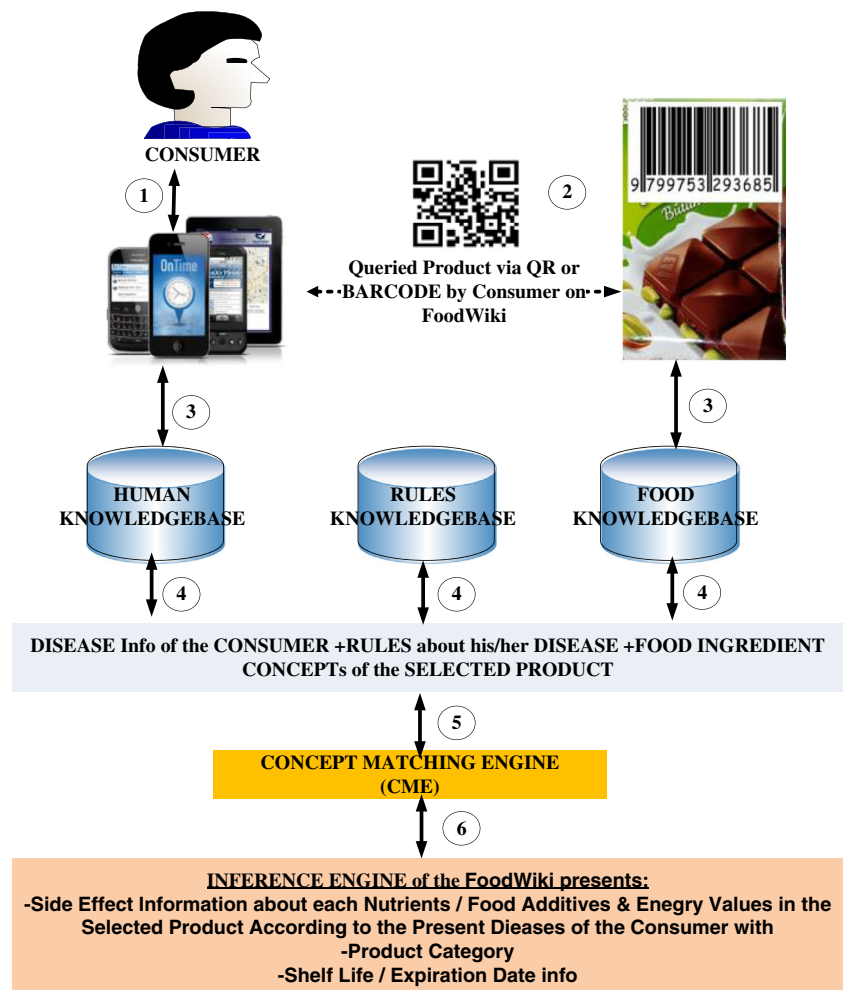 CONSUMER
1
2
9 799753 293685
Queried Product via QR or
BARCODE by Consumer on
FoodWiki
OnTime
3
3
HUMAN
KNOWLEDGEBASE
RULES
KNOWLEDGEBASE
FOOD
KNOWLEDGEBASE
4
4
4
DISEASE Info of the CONSUMER +RULES about his/her DISEASE +FOOD INGREDIENT
CONCEPTs of the SELECTED PRODUCT
5
CONCEPT MATCHING ENGINE
(CME)
6
INFERENCE ENGINE of the FoodWiki presents:
-Side Effect Information about each Nutrients / Food Additives & Enegry Values in the
Selected Product According to the Present Dieases of the Consumer with
-Product Category
-Shelf Life / Expiration Date info